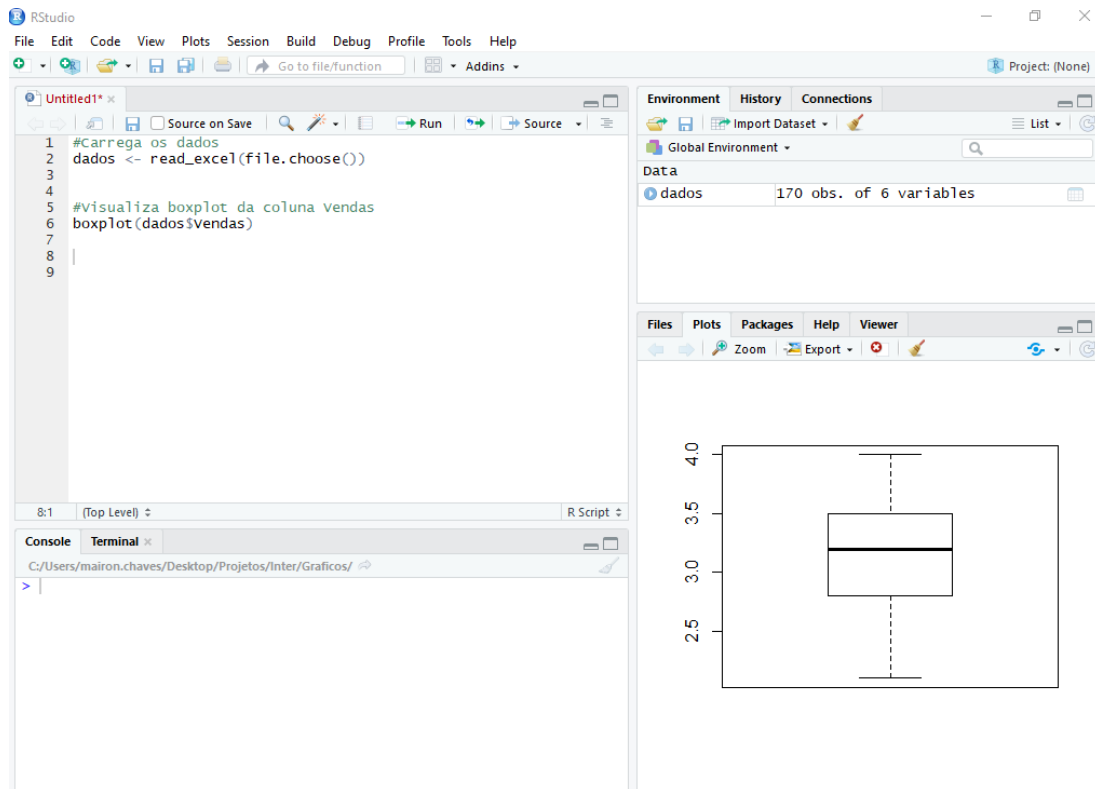 RStudio
File Edit Code View Plots Session Build Debug Profile Tools Help
Go to file/function Addins Project: (None)
Untitled1*
Source on Save Run Source
1 #Carrega os dados
2 dados <- read_excel(file.choose())
3
4
5 #Visualiza boxplot da coluna Vendas
6 boxplot(dados$Vendas)
7
8
9
8:1 (Top Level) R Script
Console Terminal
C:/Users/mairon.chaves/Desktop/Projetos/Inter/Graficos/
>
Environment History Connections
Import Dataset List
Global Environment
Data
dados 170 obs. of 6 variables
Files Plots Packages Help Viewer
Zoom Export
4.0
3.5
3.0
2.5